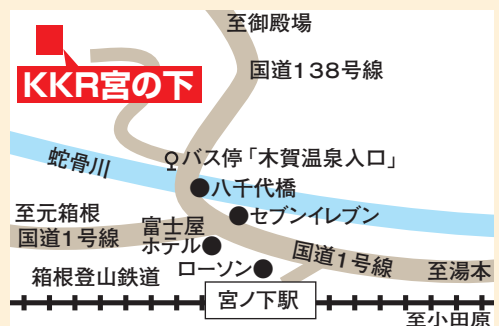 至御殿場
国道138号線
KKR宮の下
バス停「木賀温泉入口」
蛇骨川
八千代橋
セブンイレブン
至元箱根
国道1号線
富士屋
ホテル
国道1号線
ローソン
至湯本
箱根登山鉄道
宮ノ下駅
至小田原